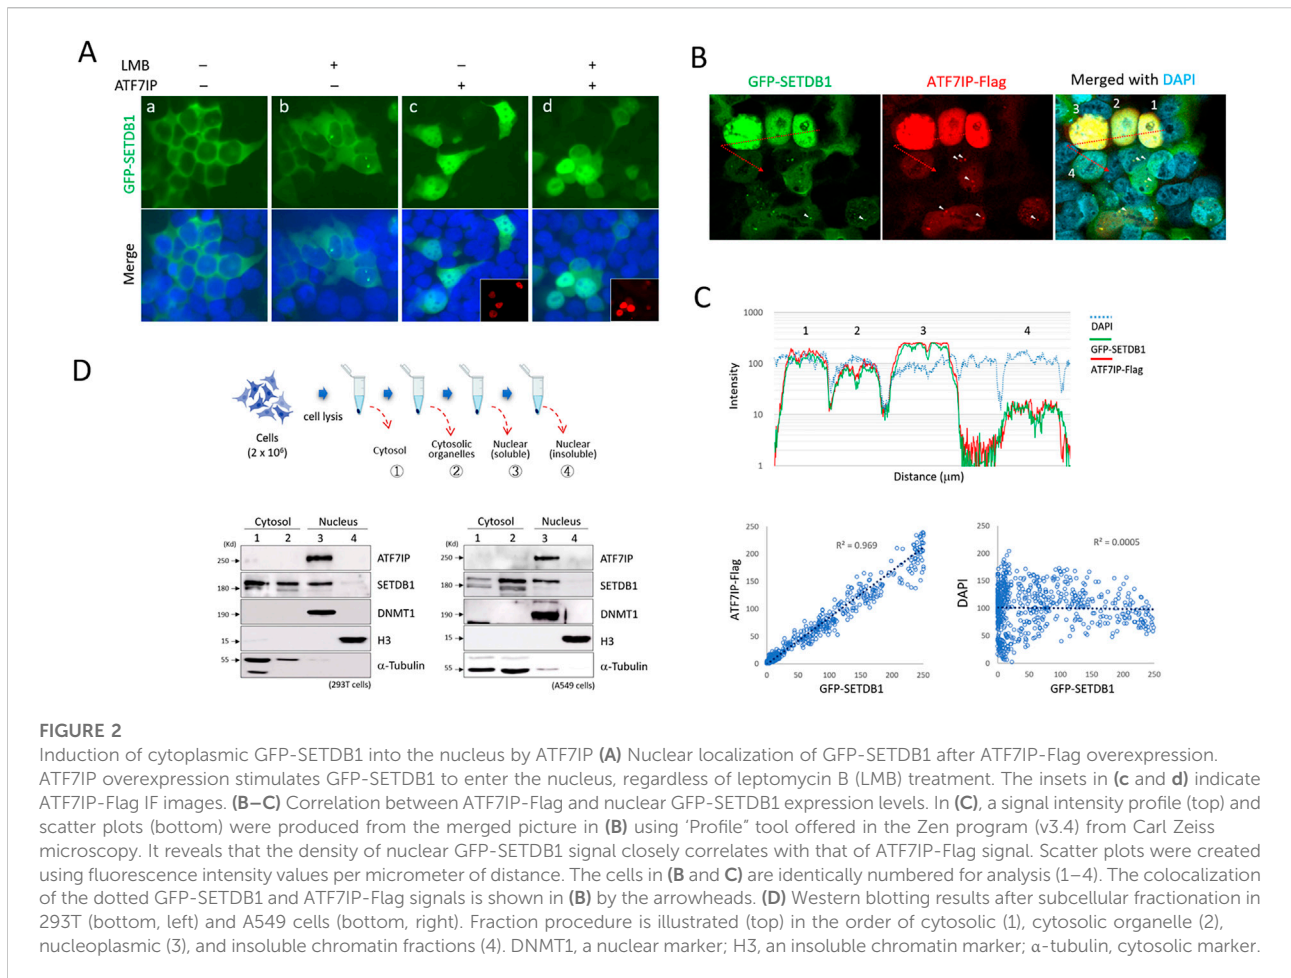 A
LMB – + – +
ATF7IP – – + +
a b c d
GFP-SETDB1
Merge
B
GFP-SETDB1 ATF7IP-Flag Merged with DAPI
3 2 1
4
C
1000
100
10
1
Intensity
1 2 3 4
Distance (μm)
DAPI
GFP-SETDB1
ATF7IP-Flag
D
Cells
(2 x 10⁶)
cell lysis
Cytosol
①
Cytosolic
organelles
②
Nuclear
(soluble)
③
Nuclear
(insoluble)
④
Cytosol Nucleus
(Kd) 1 2 3 4
250 ATF7IP
180 SETDB1
190 DNMT1
15 H3
55 α-Tubulin
(293T cells)
Cytosol Nucleus
(Kd) 1 2 3 4
250 ATF7IP
180 SETDB1
190 DNMT1
15 H3
55 α-Tubulin
(A549 cells)
ATF7IP-Flag
250
200
150
100
50
0
R² = 0.969
0 50 100 150 200 250
GFP-SETDB1
DAPI
250
200
150
100
50
0
R² = 0.0005
0 50 100 150 200 250
GFP-SETDB1
FIGURE 2
Induction of cytoplasmic GFP-SETDB1 into the nucleus by ATF7IP (A) Nuclear localization of GFP-SETDB1 after ATF7IP-Flag overexpression.
ATF7IP overexpression stimulates GFP-SETDB1 to enter the nucleus, regardless of leptomycin B (LMB) treatment. The insets in (c and d) indicate
ATF7IP-Flag IF images. (B–C) Correlation between ATF7IP-Flag and nuclear GFP-SETDB1 expression levels. In (C), a signal intensity profile (top) and
scatter plots (bottom) were produced from the merged picture in (B) using ‘Profile” tool offered in the Zen program (v3.4) from Carl Zeiss
microscopy. It reveals that the density of nuclear GFP-SETDB1 signal closely correlates with that of ATF7IP-Flag signal. Scatter plots were created
using fluorescence intensity values per micrometer of distance. The cells in (B and C) are identically numbered for analysis (1–4). The colocalization
of the dotted GFP-SETDB1 and ATF7IP-Flag signals is shown in (B) by the arrowheads. (D) Western blotting results after subcellular fractionation in
293T (bottom, left) and A549 cells (bottom, right). Fraction procedure is illustrated (top) in the order of cytosolic (1), cytosolic organelle (2),
nucleoplasmic (3), and insoluble chromatin fractions (4). DNMT1, a nuclear marker; H3, an insoluble chromatin marker; α-tubulin, cytosolic marker.